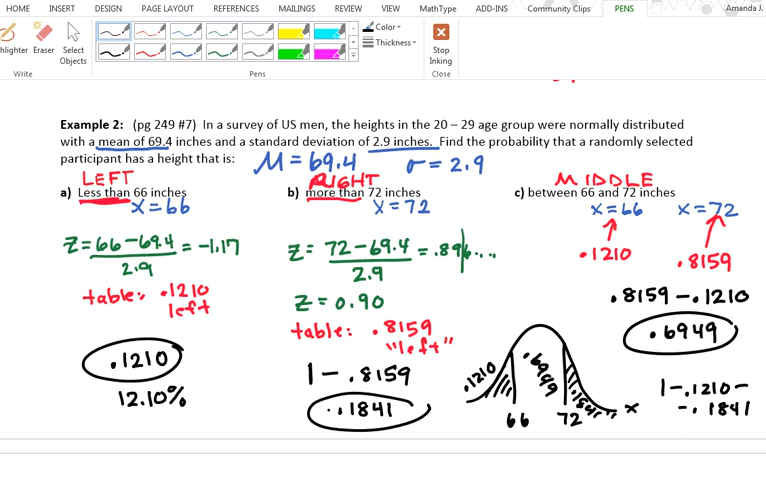 HOME INSERT DESIGN PAGE LAYOUT REFERENCES MAILINGS REVIEW VIEW MathType ADD-INS Community Clips PENS Amanda J.
hlighter Eraser Select Objects
Color
Thickness
Stop Inking
Write Pens Close
Example 2: (pg 249 #7) In a survey of US men, the heights in the 20 – 29 age group were normally distributed
with a mean of 69.4 inches and a standard deviation of 2.9 inches. Find the probability that a randomly selected
participant has a height that is:
M = 69.4 σ = 2.9
LEFT
a) Less than 66 inches
x = 66
Z = 66 - 69.4 = -1.17
2.9
table: .1210
left
.1210
12.10%
RIGHT
b) more than 72 inches
x = 72
Z = 72 - 69.4 = .896...
2.9
Z = 0.90
table: .8159
"left"
1 - .8159
.1841
MIDDLE
c) between 66 and 72 inches
x = 66 x = 72
.1210 .8159
.8159 - .1210
.6949
.1210 .6949 .1841
66 72 x
1 - .1210 -
- .1841